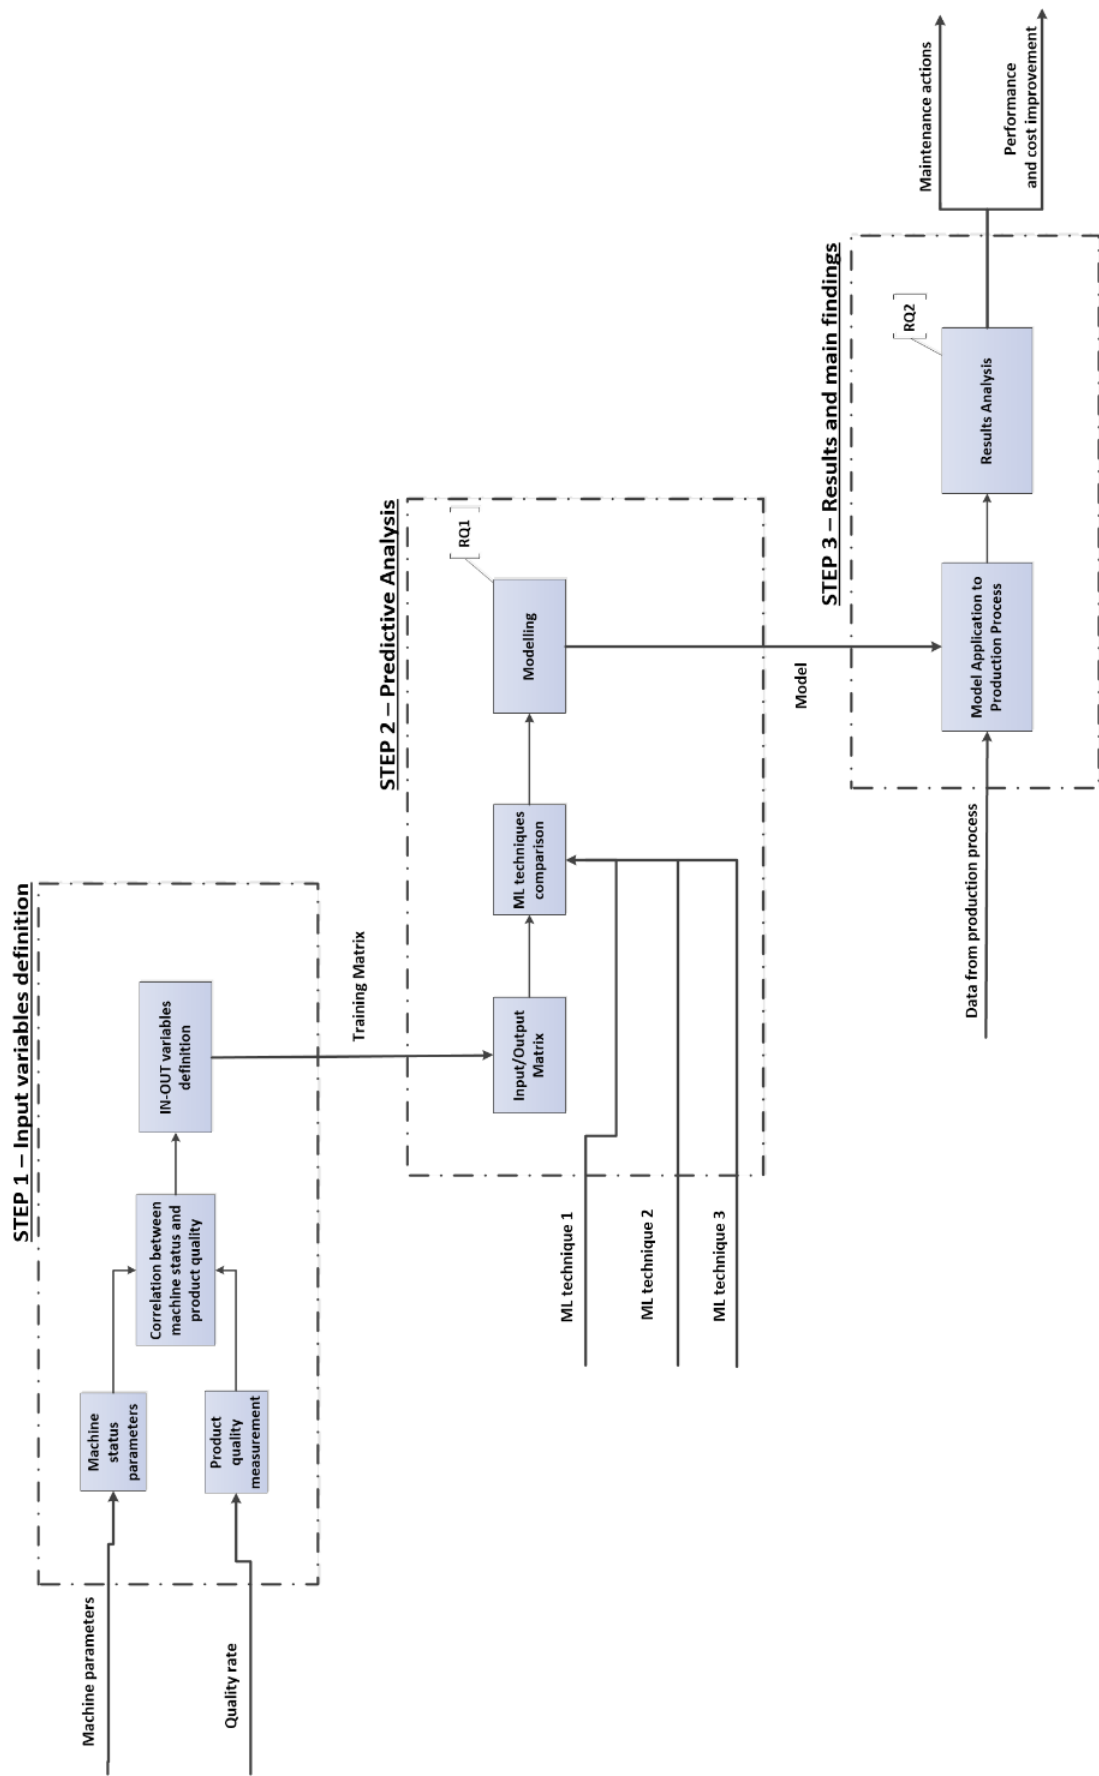 STEP 1 – Input variables definition
Machine parameters
Quality rate
Machine
status
parameters
Product
quality
measurement
Correlation between
machine status and
product quality
IN-OUT variables
definition
Training Matrix
STEP 2 – Predictive Analysis
ML technique 1
ML technique 2
ML technique 3
Input/Output
Matrix
ML techniques
comparison
Modelling
RQ1
Model
STEP 3 – Results and main findings
Data from production process
Model Application to
Production Process
Results Analysis
RQ2
Maintenance actions
Performance
and cost improvement